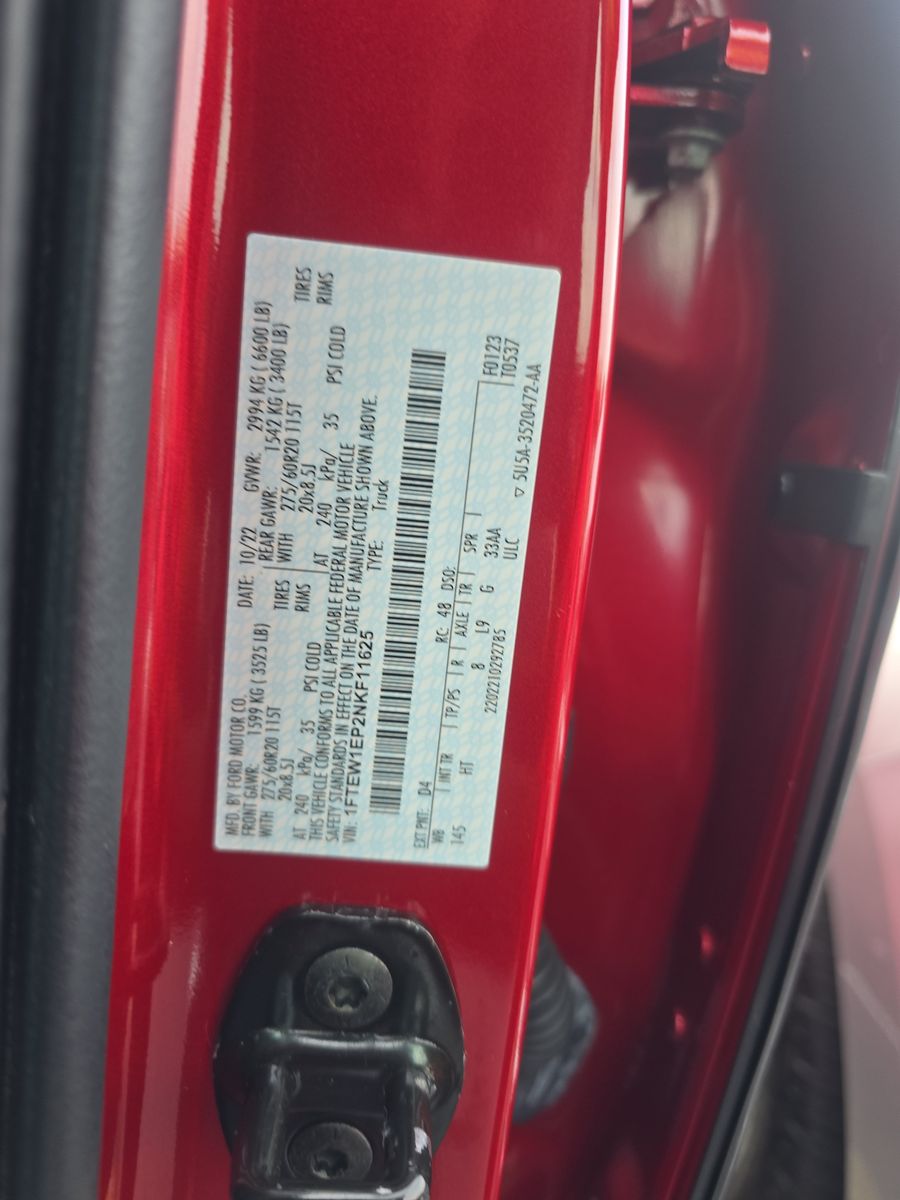 MFD. BY FORD MOTOR CO.
DATE: 10/22 GVWR: 2994 KG ( 6600 LB)
FRONT GAWR: 1599 KG ( 3525 LB) REAR GAWR: 1542 KG ( 3400 LB)
WITH 275/60R20 115T TIRES WITH 275/60R20 115T TIRES
20x8.5J RIMS 20x8.5J RIMS
AT 240 kPa/ 35 PSI COLD AT 240 kPa/ 35 PSI COLD
THIS VEHICLE CONFORMS TO ALL APPLICABLE FEDERAL MOTOR VEHICLE
SAFETY STANDARDS IN EFFECT ON THE DATE OF MANUFACTURE SHOWN ABOVE.
VIN: 1FTEW1EP2NKF11625 TYPE: Truck
EXT PNT: D4 RC: 48 DSO:
WB INT TR TP/PS R AXLE TR SPR F0123
145 HT 8 L9 G 33AA T0537
2202210292785 ULC ▽ 5U5A-3520472-AA